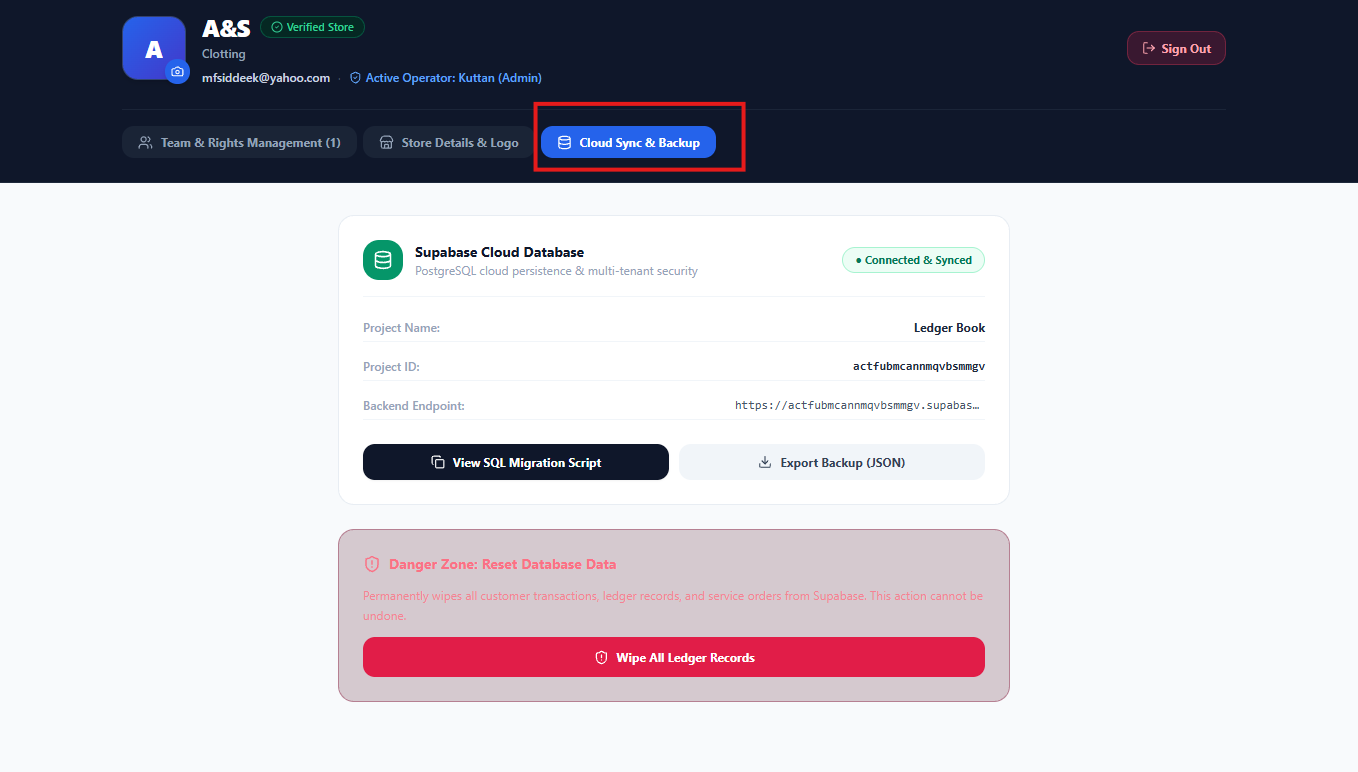 A&S
Verified Store
A
Clotting
mfsiddeek@yahoo.com · Active Operator: Kuttan (Admin)
Sign Out
Team & Rights Management (1)
Store Details & Logo
Cloud Sync & Backup
Supabase Cloud Database
PostgreSQL cloud persistence & multi-tenant security
• Connected & Synced
Project Name:
Ledger Book
Project ID:
actfubmcannmqvbsmmgv
Backend Endpoint:
https://actfubmcannmqvbsmmgv.supabas…
View SQL Migration Script
Export Backup (JSON)
Danger Zone: Reset Database Data
Permanently wipes all customer transactions, ledger records, and service orders from Supabase. This action cannot be
undone.
Wipe All Ledger Records